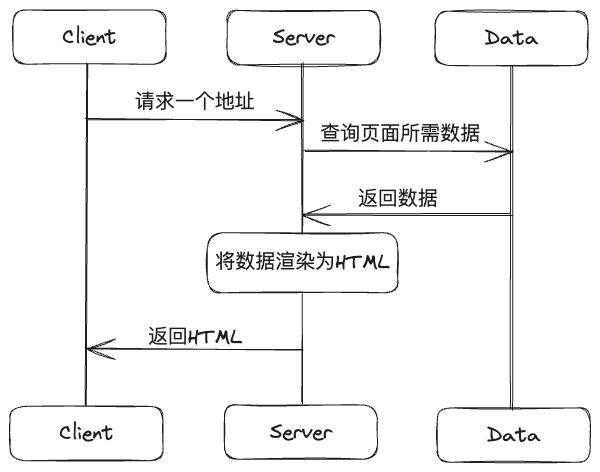 Client
Server
Data
请求一个地址
查询页面所需数据
返回数据
将数据渲染为HTML
返回HTML
Client
Server
Data